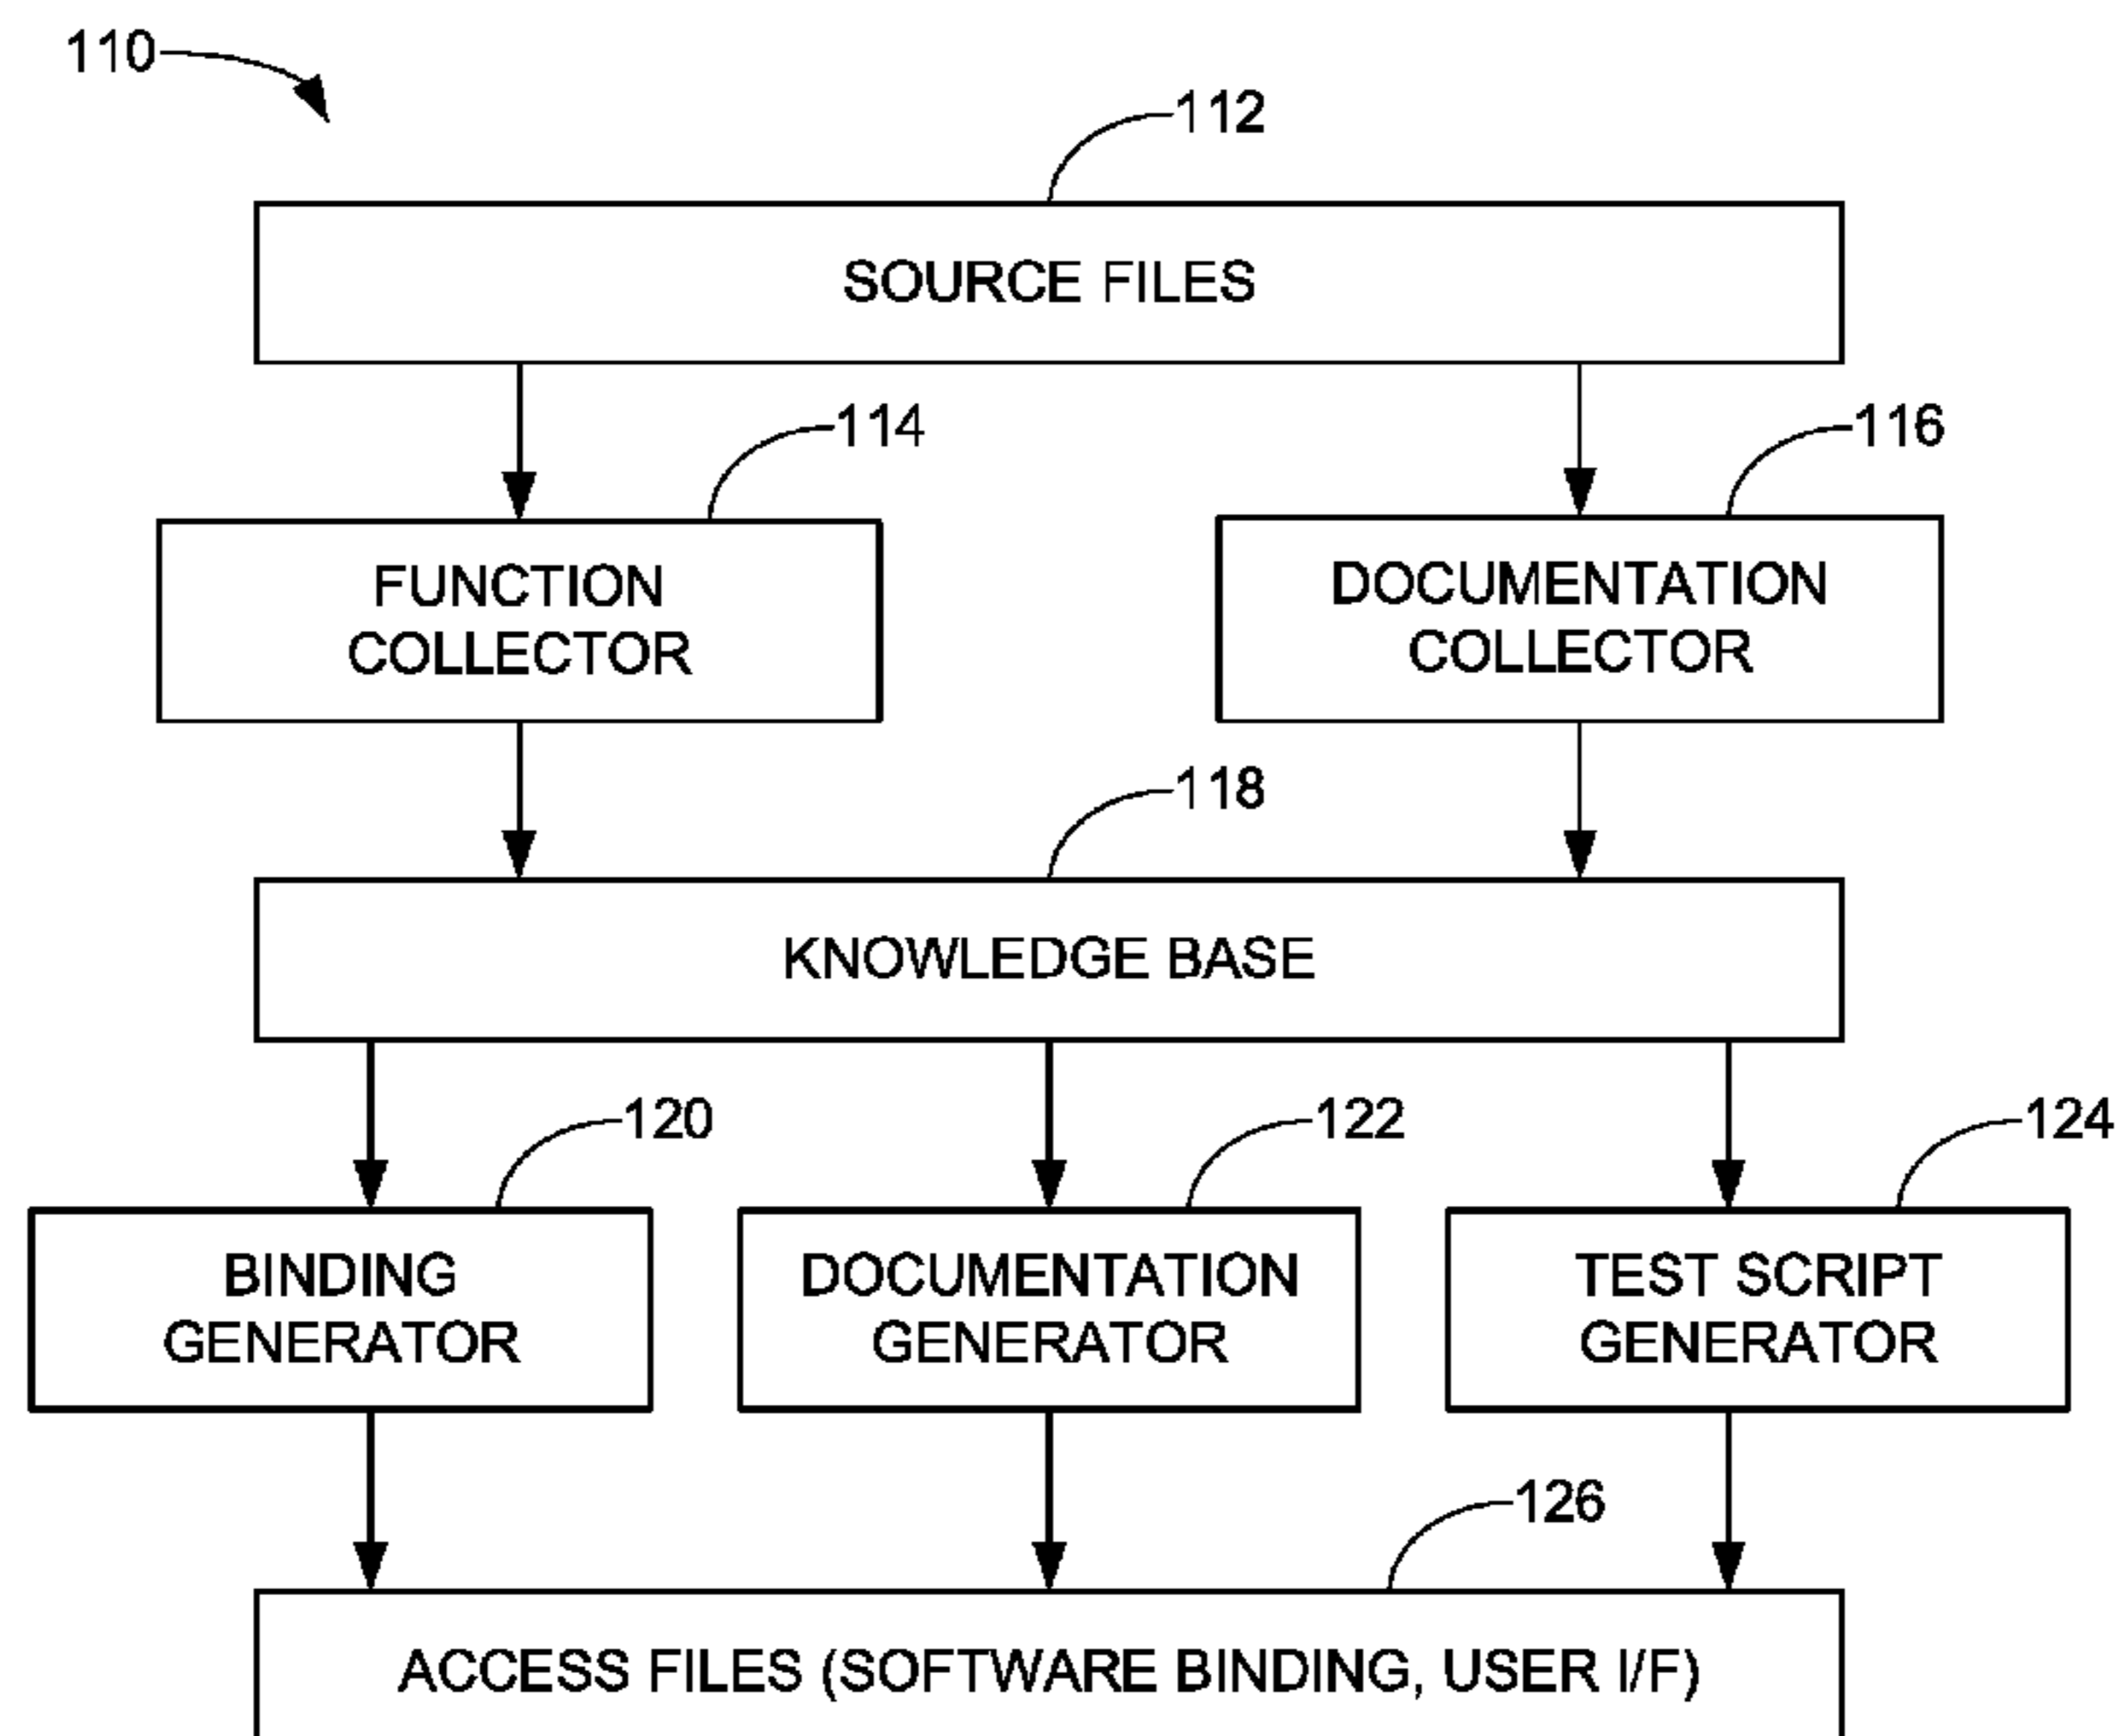 110
112
SOURCE FILES
114
116
FUNCTION
COLLECTOR
DOCUMENTATION
COLLECTOR
118
KNOWLEDGE BASE
120
122
124
BINDING
GENERATOR
DOCUMENTATION
GENERATOR
TEST SCRIPT
GENERATOR
126
ACCESS FILES (SOFTWARE BINDING, USER I/F)